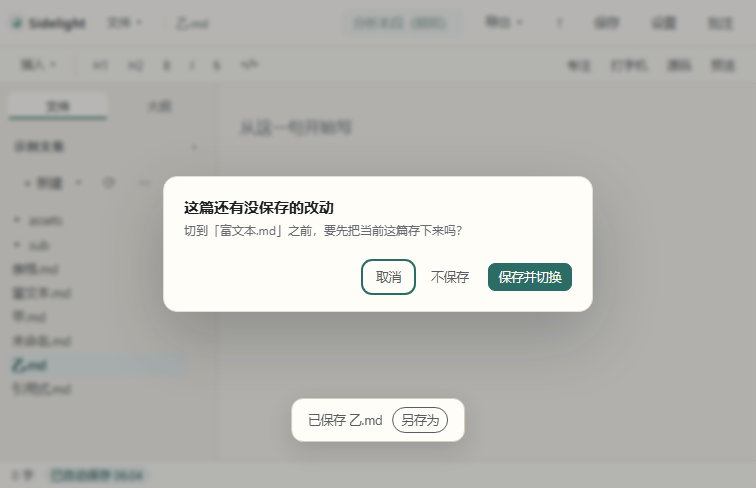 Sidelight 文件 乙.md 导出 ? 保存 设置 批注
插入 H1 H2 B I S </> 专注 打字机 源码 预览
文件 大纲
从这一句开始写
示例文集
+ 新建
assets
sub
富文本.md
甲.md
未命名.md
乙.md
引用式.md
这篇还有没保存的改动
切到「富文本.md」之前，要先把当前这篇存下来吗？
取消 不保存 保存并切换
已保存 乙.md 另存为
0 字